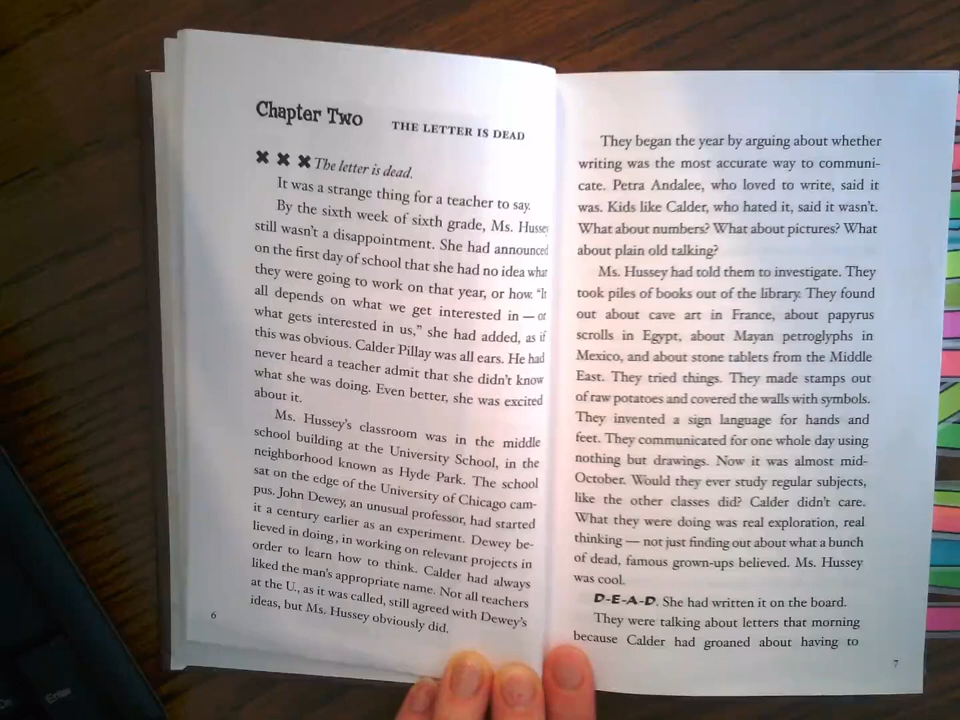 Chapter Two THE LETTER IS DEAD
✖ ✖ ✖ The letter is dead.
It was a strange thing for a teacher to say.
By the sixth week of sixth grade, Ms. Hussey
still wasn't a disappointment. She had announced
on the first day of school that she had no idea what
they were going to work on that year, or how. "It
all depends on what we get interested in — or
what gets interested in us," she had added, as if
this was obvious. Calder Pillay was all ears. He had
never heard a teacher admit that she didn't know
what she was doing. Even better, she was excited
about it.
Ms. Hussey's classroom was in the middle
school building at the University School, in the
neighborhood known as Hyde Park. The school
sat on the edge of the University of Chicago cam-
pus. John Dewey, an unusual professor, had started
it a century earlier as an experiment. Dewey be-
lieved in doing, in working on relevant projects in
order to learn how to think. Calder had always
liked the man's appropriate name. Not all teachers
at the U., as it was called, still agreed with Dewey's
ideas, but Ms. Hussey obviously did.
6
They began the year by arguing about whether
writing was the most accurate way to communi-
cate. Petra Andalee, who loved to write, said it
was. Kids like Calder, who hated it, said it wasn't.
What about numbers? What about pictures? What
about plain old talking?
Ms. Hussey had told them to investigate. They
took piles of books out of the library. They found
out about cave art in France, about papyrus
scrolls in Egypt, about Mayan petroglyphs in
Mexico, and about stone tablets from the Middle
East. They tried things. They made stamps out
of raw potatoes and covered the walls with symbols.
They invented a sign language for hands and
feet. They communicated for one whole day using
nothing but drawings. Now it was almost mid-
October. Would they ever study regular subjects,
like the other classes did? Calder didn't care.
What they were doing was real exploration, real
thinking — not just finding out about what a bunch
of dead, famous grown-ups believed. Ms. Hussey
was cool.
D-E-A-D. She had written it on the board.
They were talking about letters that morning
because Calder had groaned about having to
7
Enter